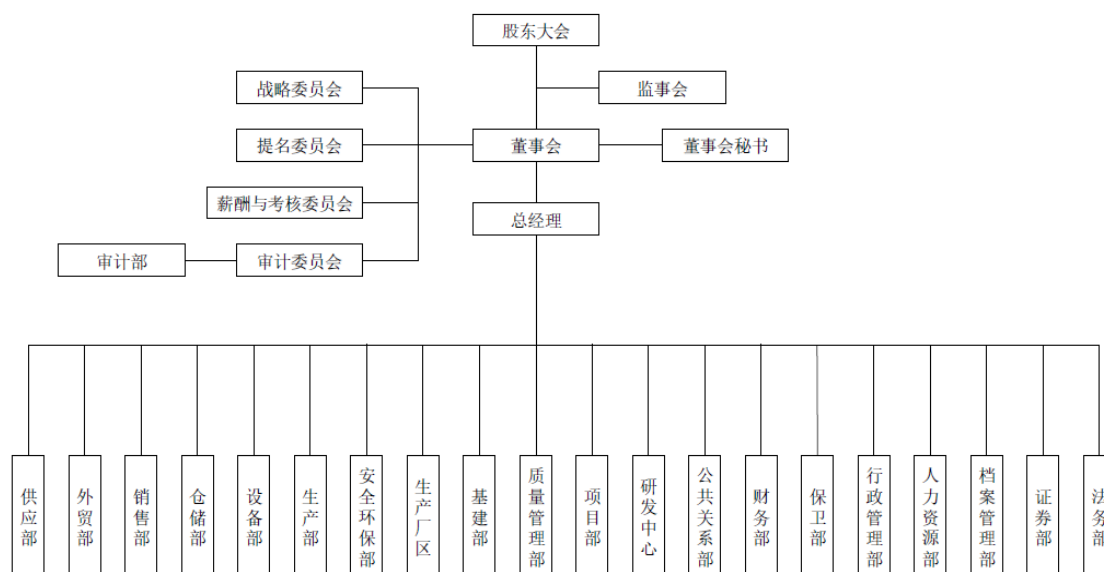 股东大会
战略委员会
监事会
提名委员会
董事会
董事会秘书
薪酬与考核委员会
总经理
审计部
审计委员会
供应部
外贸部
销售部
仓储部
设备部
生产部
安全环保部
生产厂区
基建部
质量管理部
项目部
研发中心
公共关系部
财务部
保卫部
行政管理部
人力资源部
档案管理部
证券部
法务部